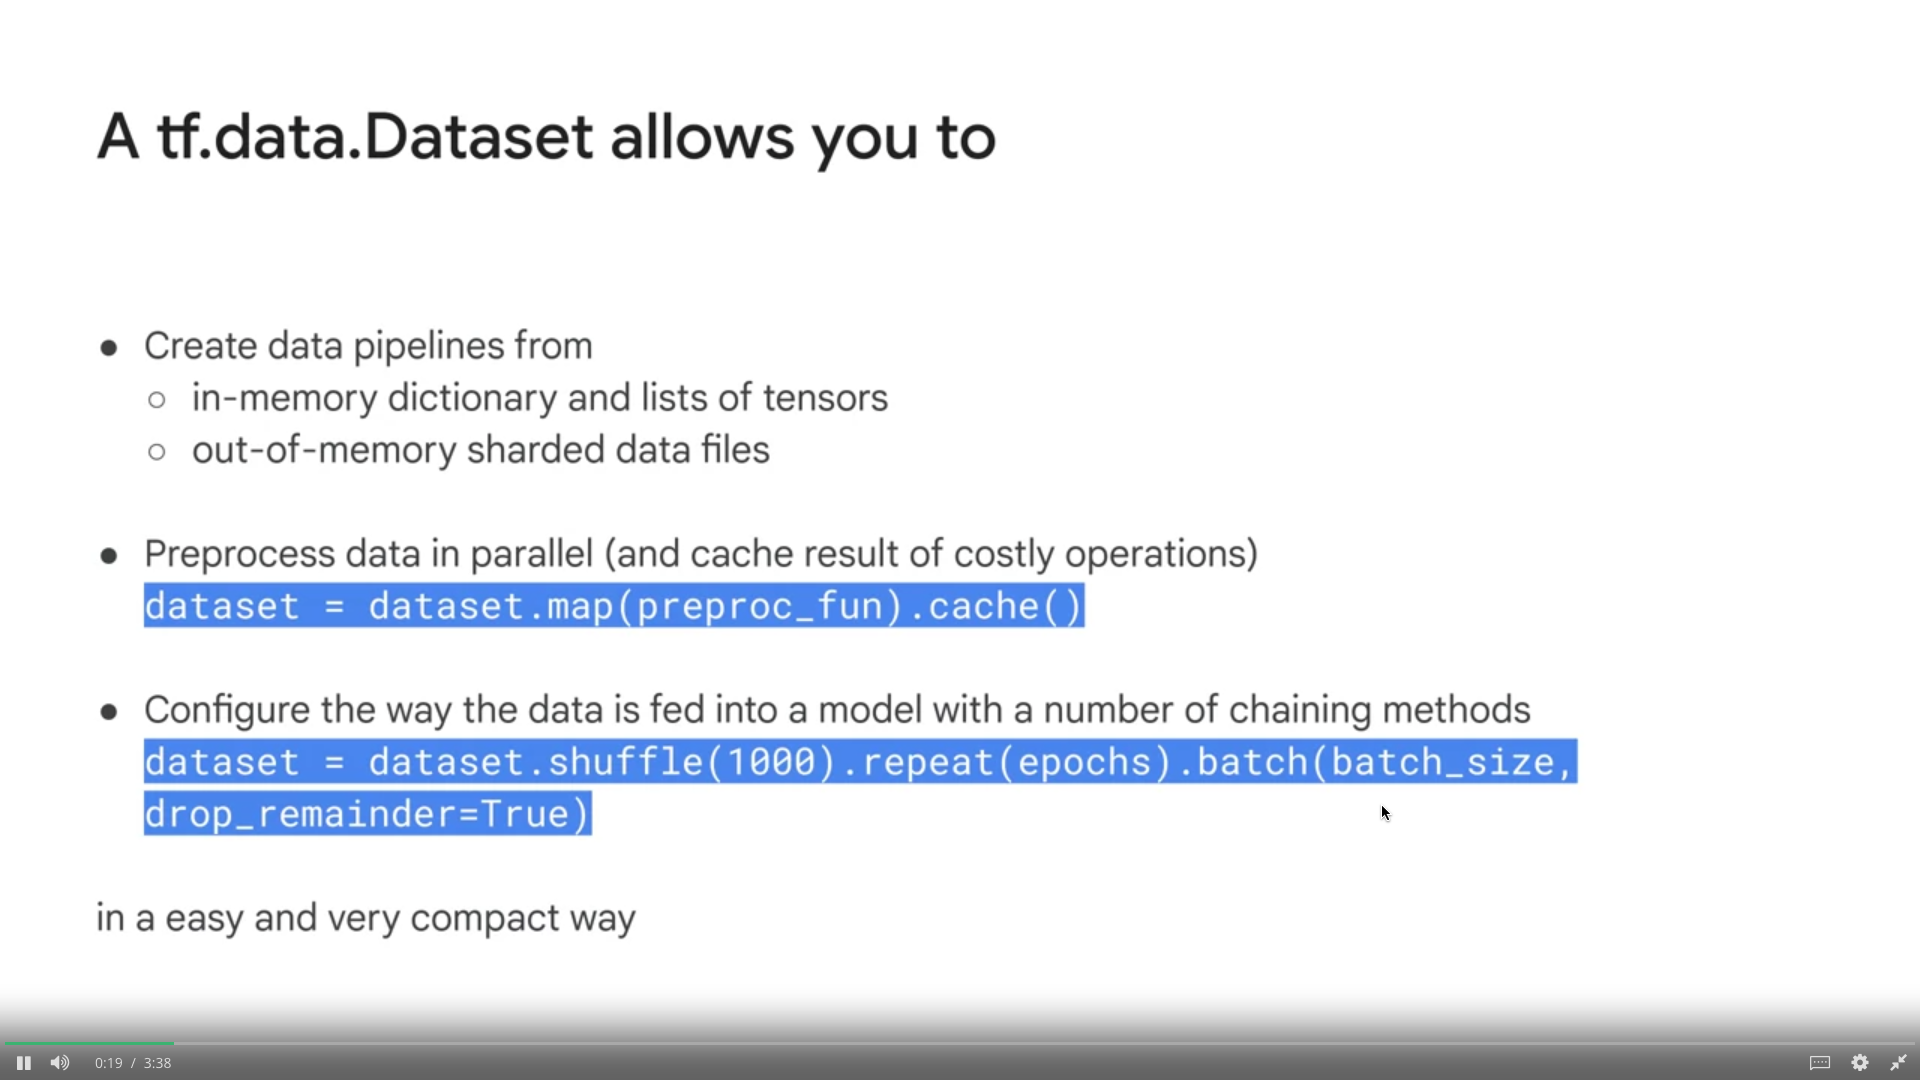 A tf.data.Dataset allows you to
● Create data pipelines from
○ in-memory dictionary and lists of tensors
○ out-of-memory sharded data files
● Preprocess data in parallel (and cache result of costly operations)
dataset = dataset.map(preproc_fun).cache()
● Configure the way the data is fed into a model with a number of chaining methods
dataset = dataset.shuffle(1000).repeat(epochs).batch(batch_size,
drop_remainder=True)
in a easy and very compact way
0:19 / 3:38